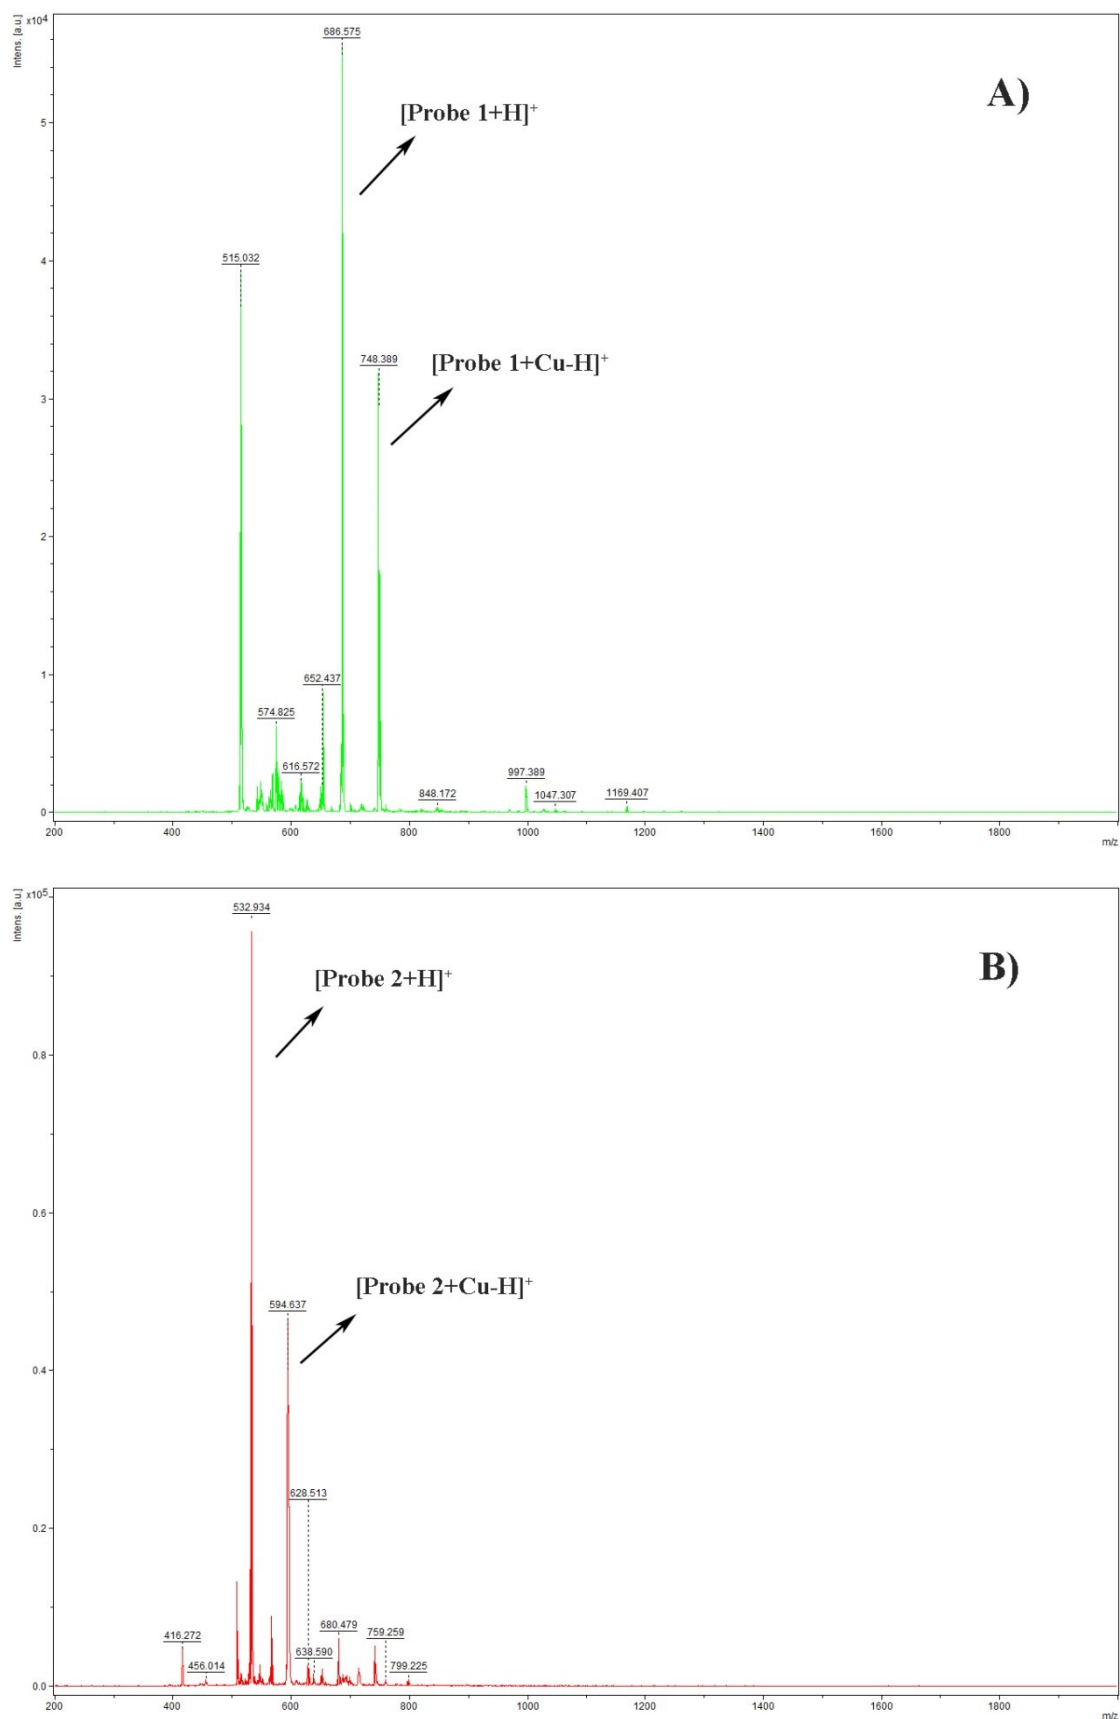 Intens. [a.u.]
x10⁴
686.575
A)
[Probe 1+H]⁺
5
515.032
4
748.389
[Probe 1+Cu-H]⁺
3
2
1
652.437
574.825
616.572
997.389
848.172
1047.307
1169.407
0
200 400 600 800 1000 1200 1400 1600 1800
m/z
Intens. [a.u.]
x10⁵
532.934
B)
[Probe 2+H]⁺
0.8
0.6
[Probe 2+Cu-H]⁺
594.637
0.4
628.513
0.2
680.479
759.259
416.272
638.590
456.014
799.225
0.0
200 400 600 800 1000 1200 1400 1600 1800
m/z